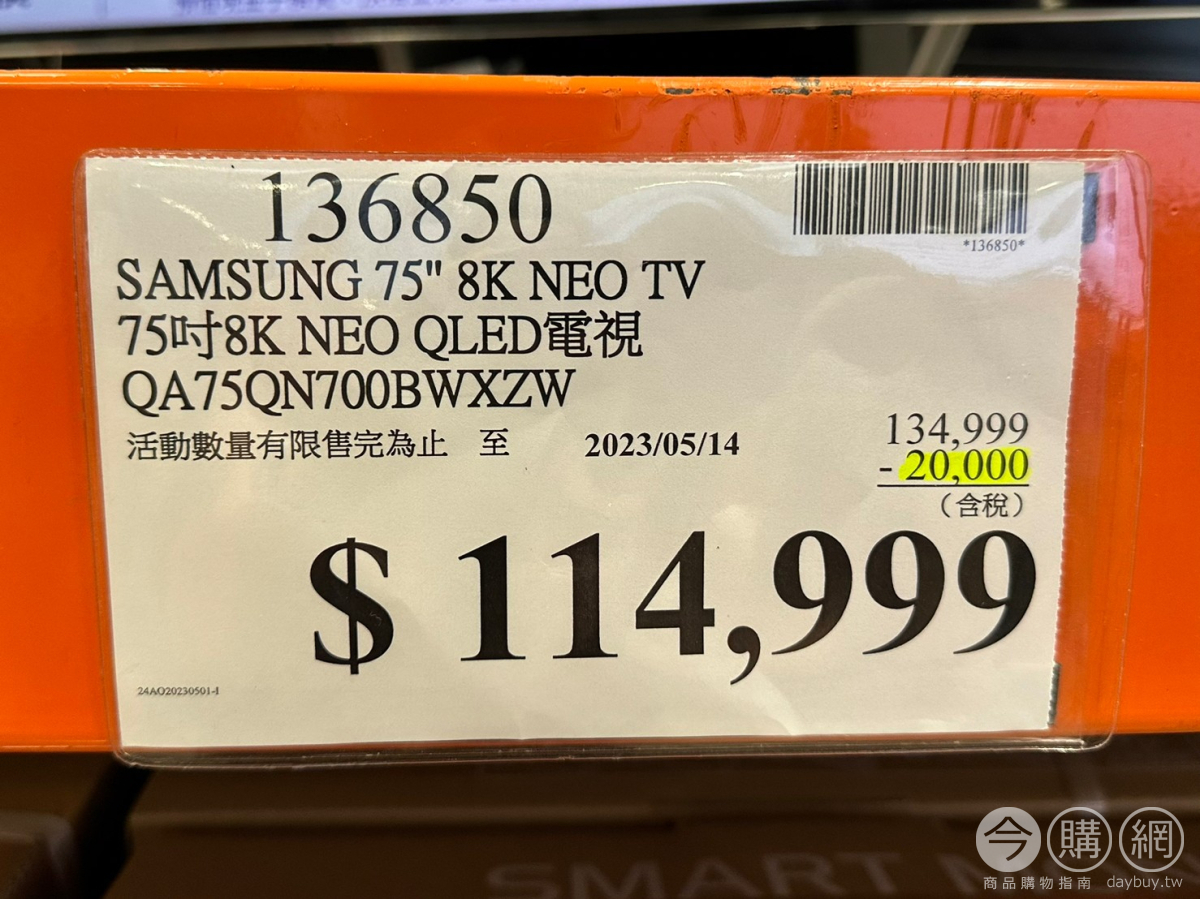 136850
*136850*
SAMSUNG 75" 8K NEO TV
75吋8K NEO QLED電視
QA75QN700BWXZW
活動數量有限售完為止 至 2023/05/14
134,999
- 20,000
（含稅）
$ 114,999
24AO20230501-I
SMART
今購網
商品購物指南 daybuy.tw